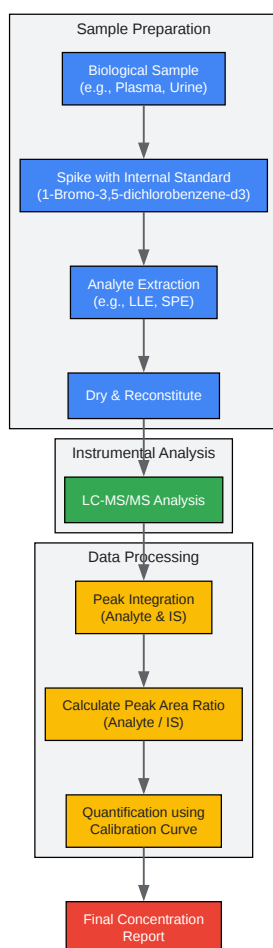 Sample Preparation
Biological Sample
(e.g., Plasma, Urine)
Spike with Internal Standard
(1-Bromo-3,5-dichlorobenzene-d3)
Analyte Extraction
(e.g., LLE, SPE)
Dry & Reconstitute
Instrumental Analysis
LC-MS/MS Analysis
Data Processing
Peak Integration
(Analyte & IS)
Calculate Peak Area Ratio
(Analyte / IS)
Quantification using
Calibration Curve
Final Concentration
Report